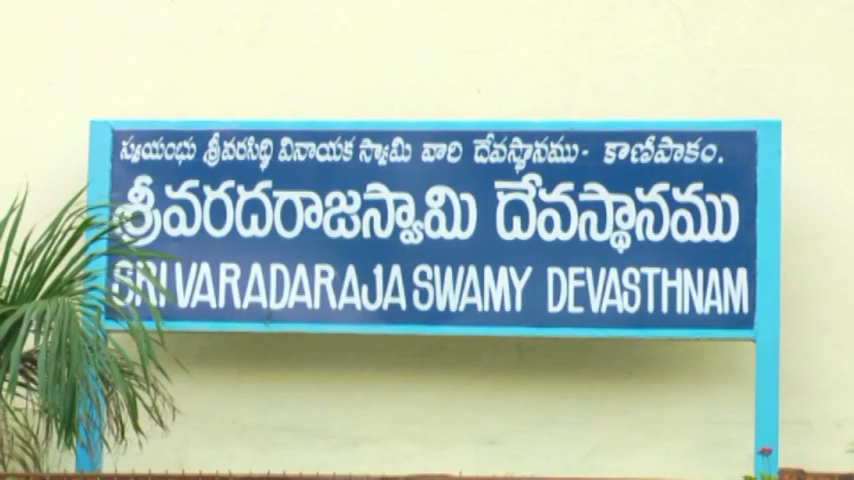 స్వయంభు శ్రీవరసిద్ధి వినాయక స్వామి వారి దేవస్థానము- కాణిపాకం.
శ్రీవరదరాజస్వామి దేవస్థానము
SRI VARADARAJA SWAMY DEVASTHNAM